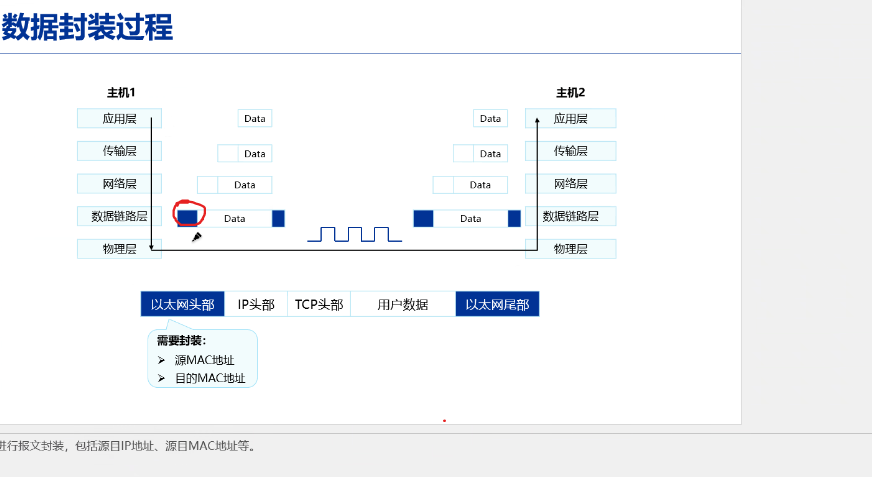 数据封装过程
主机1
主机2
应用层
Data
Data
应用层
传输层
Data
Data
传输层
网络层
Data
Data
网络层
数据链路层
Data
Data
数据链路层
物理层
物理层
以太网头部 IP头部 TCP头部 用户数据 以太网尾部
需要封装：
➢ 源MAC地址
➢ 目的MAC地址
进行报文封装，包括源目IP地址、源目MAC地址等。